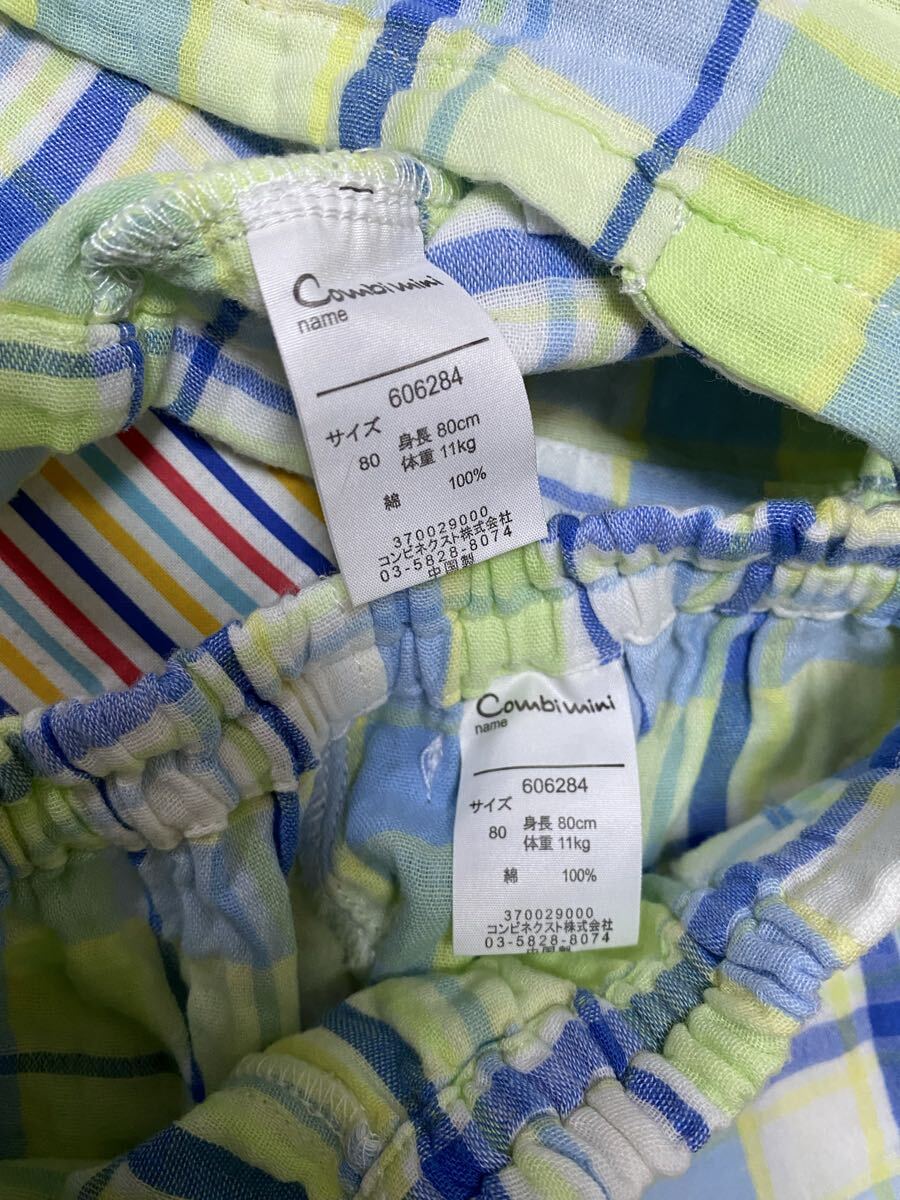 Combimini
name
606284
サイズ
80 身長 80cm
体重 11kg
綿 100%
370029000
コンビネクスト株式会社
03-5828-8074
中国製
Combimini
name
606284
サイズ
80 身長 80cm
体重 11kg
綿 100%
370029000
コンビネクスト株式会社
03-5828-8074
中国製